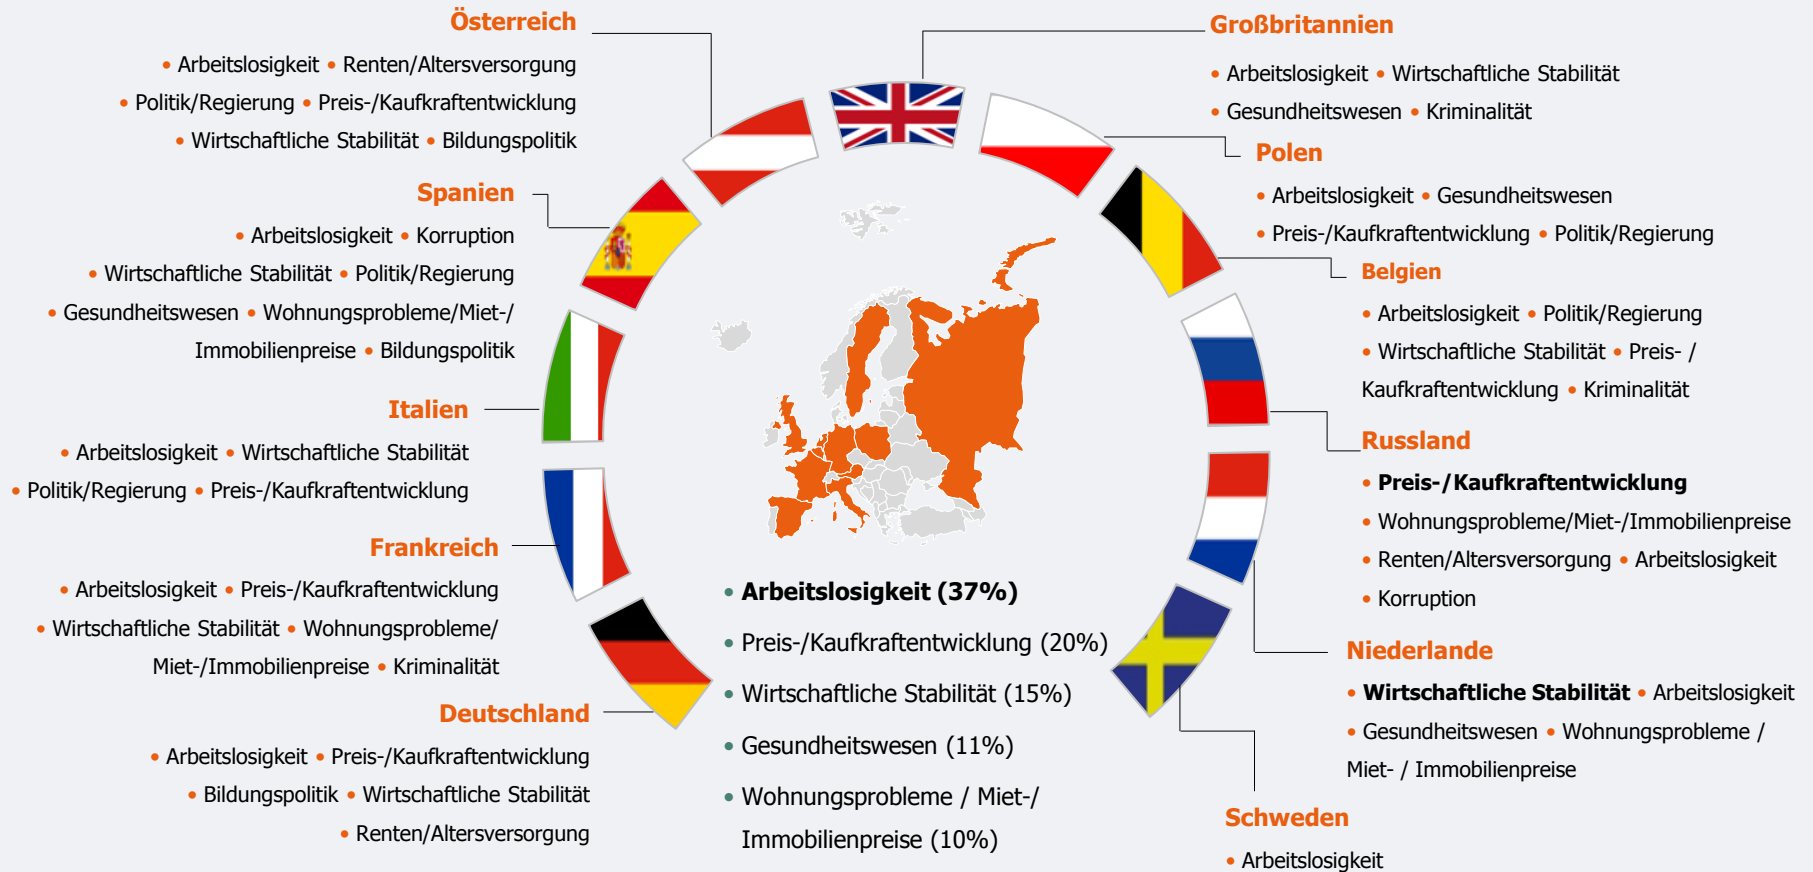 Österreich
• Arbeitslosigkeit • Renten/Altersversorgung
• Politik/Regierung • Preis-/Kaufkraftentwicklung
• Wirtschaftliche Stabilität • Bildungspolitik
Spanien
• Arbeitslosigkeit • Korruption
• Wirtschaftliche Stabilität • Politik/Regierung
• Gesundheitswesen • Wohnungsprobleme/Miet-/
Immobilienpreise • Bildungspolitik
Italien
• Arbeitslosigkeit • Wirtschaftliche Stabilität
• Politik/Regierung • Preis-/Kaufkraftentwicklung
Frankreich
• Arbeitslosigkeit • Preis-/Kaufkraftentwicklung
• Wirtschaftliche Stabilität • Wohnungsprobleme/
Miet-/Immobilienpreise • Kriminalität
Deutschland
• Arbeitslosigkeit • Preis-/Kaufkraftentwicklung
• Bildungspolitik • Wirtschaftliche Stabilität
• Renten/Altersversorgung
• Arbeitslosigkeit (37%)
• Preis-/Kaufkraftentwicklung (20%)
• Wirtschaftliche Stabilität (15%)
• Gesundheitswesen (11%)
• Wohnungsprobleme / Miet-/
Immobilienpreise (10%)
Großbritannien
• Arbeitslosigkeit • Wirtschaftliche Stabilität
• Gesundheitswesen • Kriminalität
Polen
• Arbeitslosigkeit • Gesundheitswesen
• Preis-/Kaufkraftentwicklung • Politik/Regierung
Belgien
• Arbeitslosigkeit • Politik/Regierung
• Wirtschaftliche Stabilität • Preis- /
Kaufkraftentwicklung • Kriminalität
Russland
• Preis-/Kaufkraftentwicklung
• Wohnungsprobleme/Miet-/Immobilienpreise
• Renten/Altersversorgung • Arbeitslosigkeit
• Korruption
Niederlande
• Wirtschaftliche Stabilität • Arbeitslosigkeit
• Gesundheitswesen • Wohnungsprobleme /
Miet- / Immobilienpreise
Schweden
• Arbeitslosigkeit